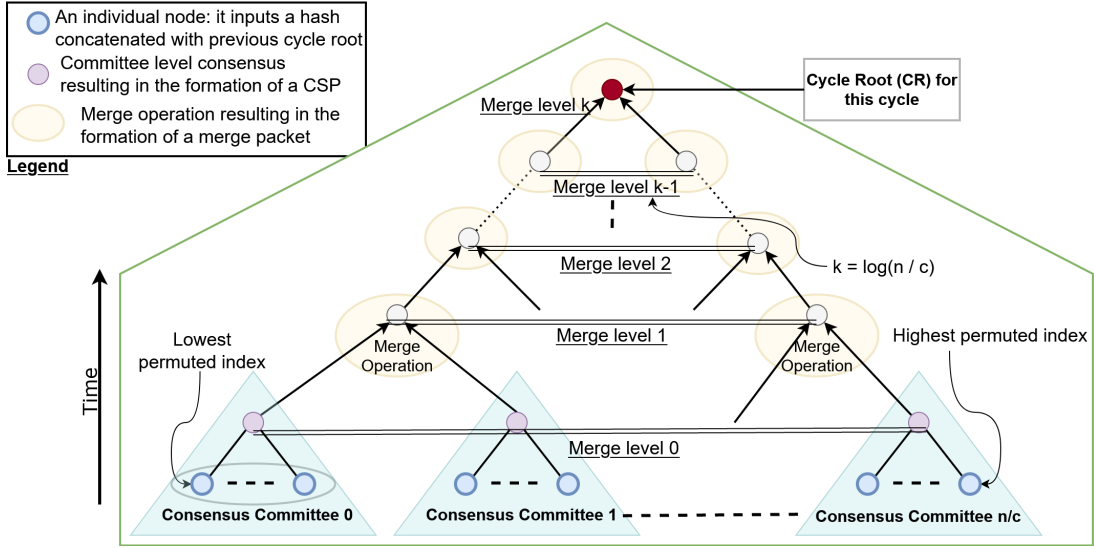 An individual node: it inputs a hash
concatenated with previous cycle root
Committee level consensus
resulting in the formation of a CSP
Merge operation resulting in the
formation of a merge packet
Legend
Cycle Root (CR) for
this cycle
Merge level k
Merge level k-1
Merge level 2
k = log(n / c)
Merge level 1
Lowest
permuted index
Highest permuted index
Merge
Operation
Merge
Operation
Time
Merge level 0
Consensus Committee 0
Consensus Committee 1
Consensus Committee n/c